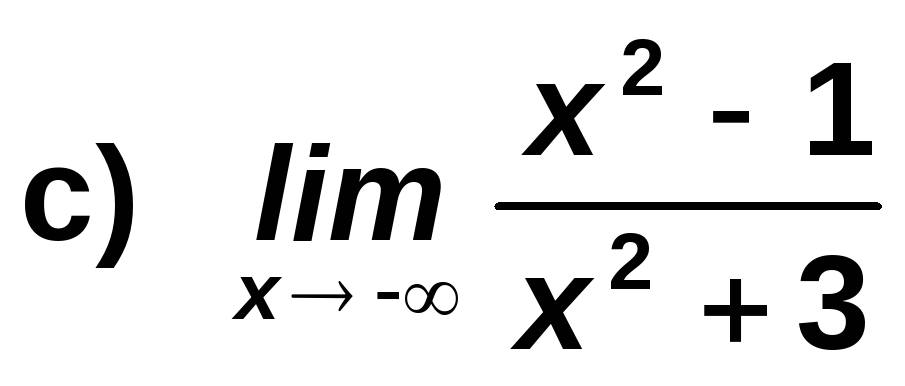 c) lim x→ -∞ x² - 1
x² + 3